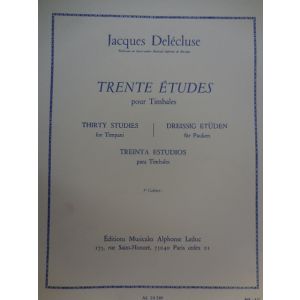 Jacques Delécluse
TRENTE ÉTUDES
pour Timbales
THIRTY STUDIES
for Timpani
DREISSIG ETÜDEN
für Pauken
TREINTA ESTUDIOS
para Timbales
Éditions Musicales Alphonse Leduc
175, rue Saint-Honoré, 75040 Paris cedex 01